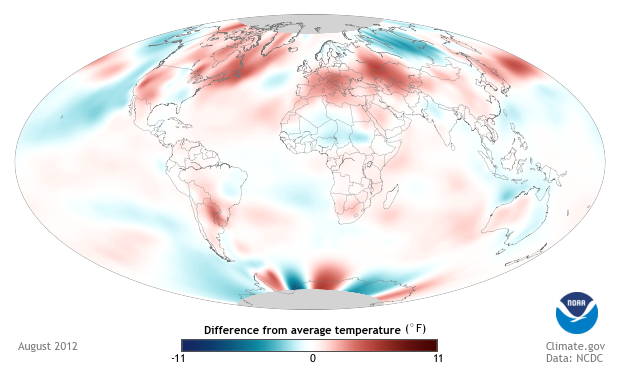 NOAA
Difference from average temperature (°F)
August 2012
-11
0
11
Climate.gov
Data: NCDC